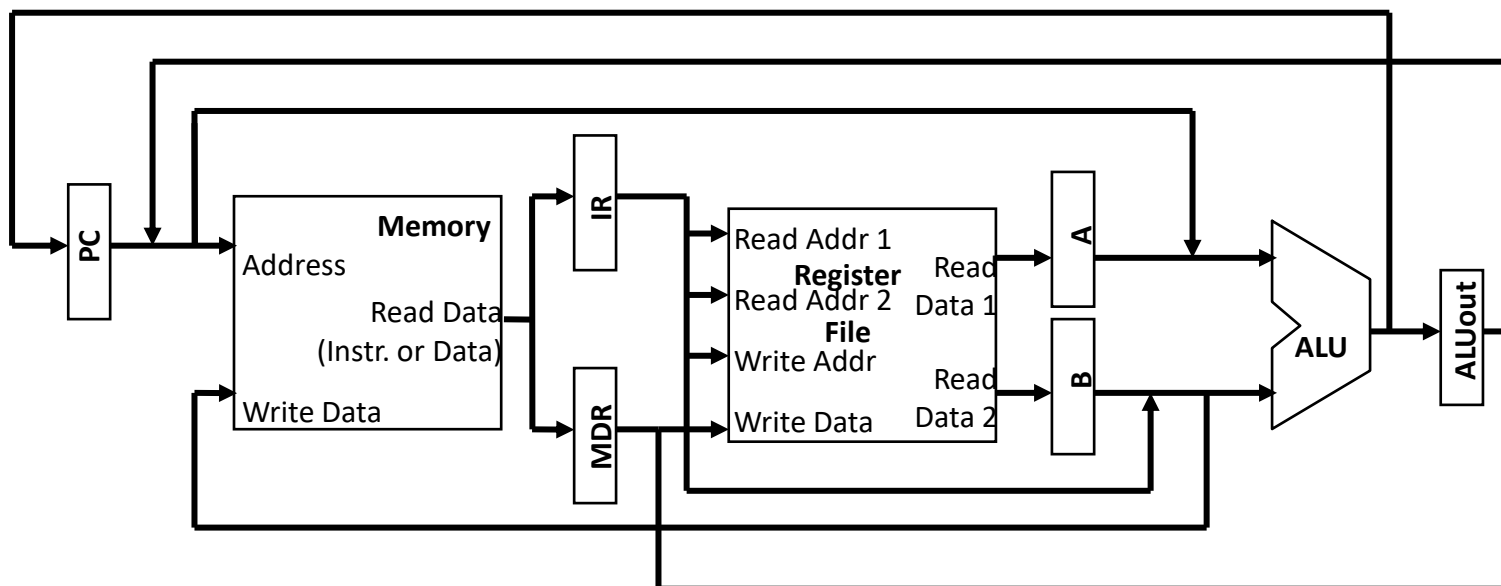 PC
Memory
Address
Read Data
(Instr. or Data)
Write Data
IR
MDR
Read Addr 1
Register
Read Addr 2
File
Write Addr
Write Data
Read
Data 1
Read
Data 2
A
B
ALU
ALUout